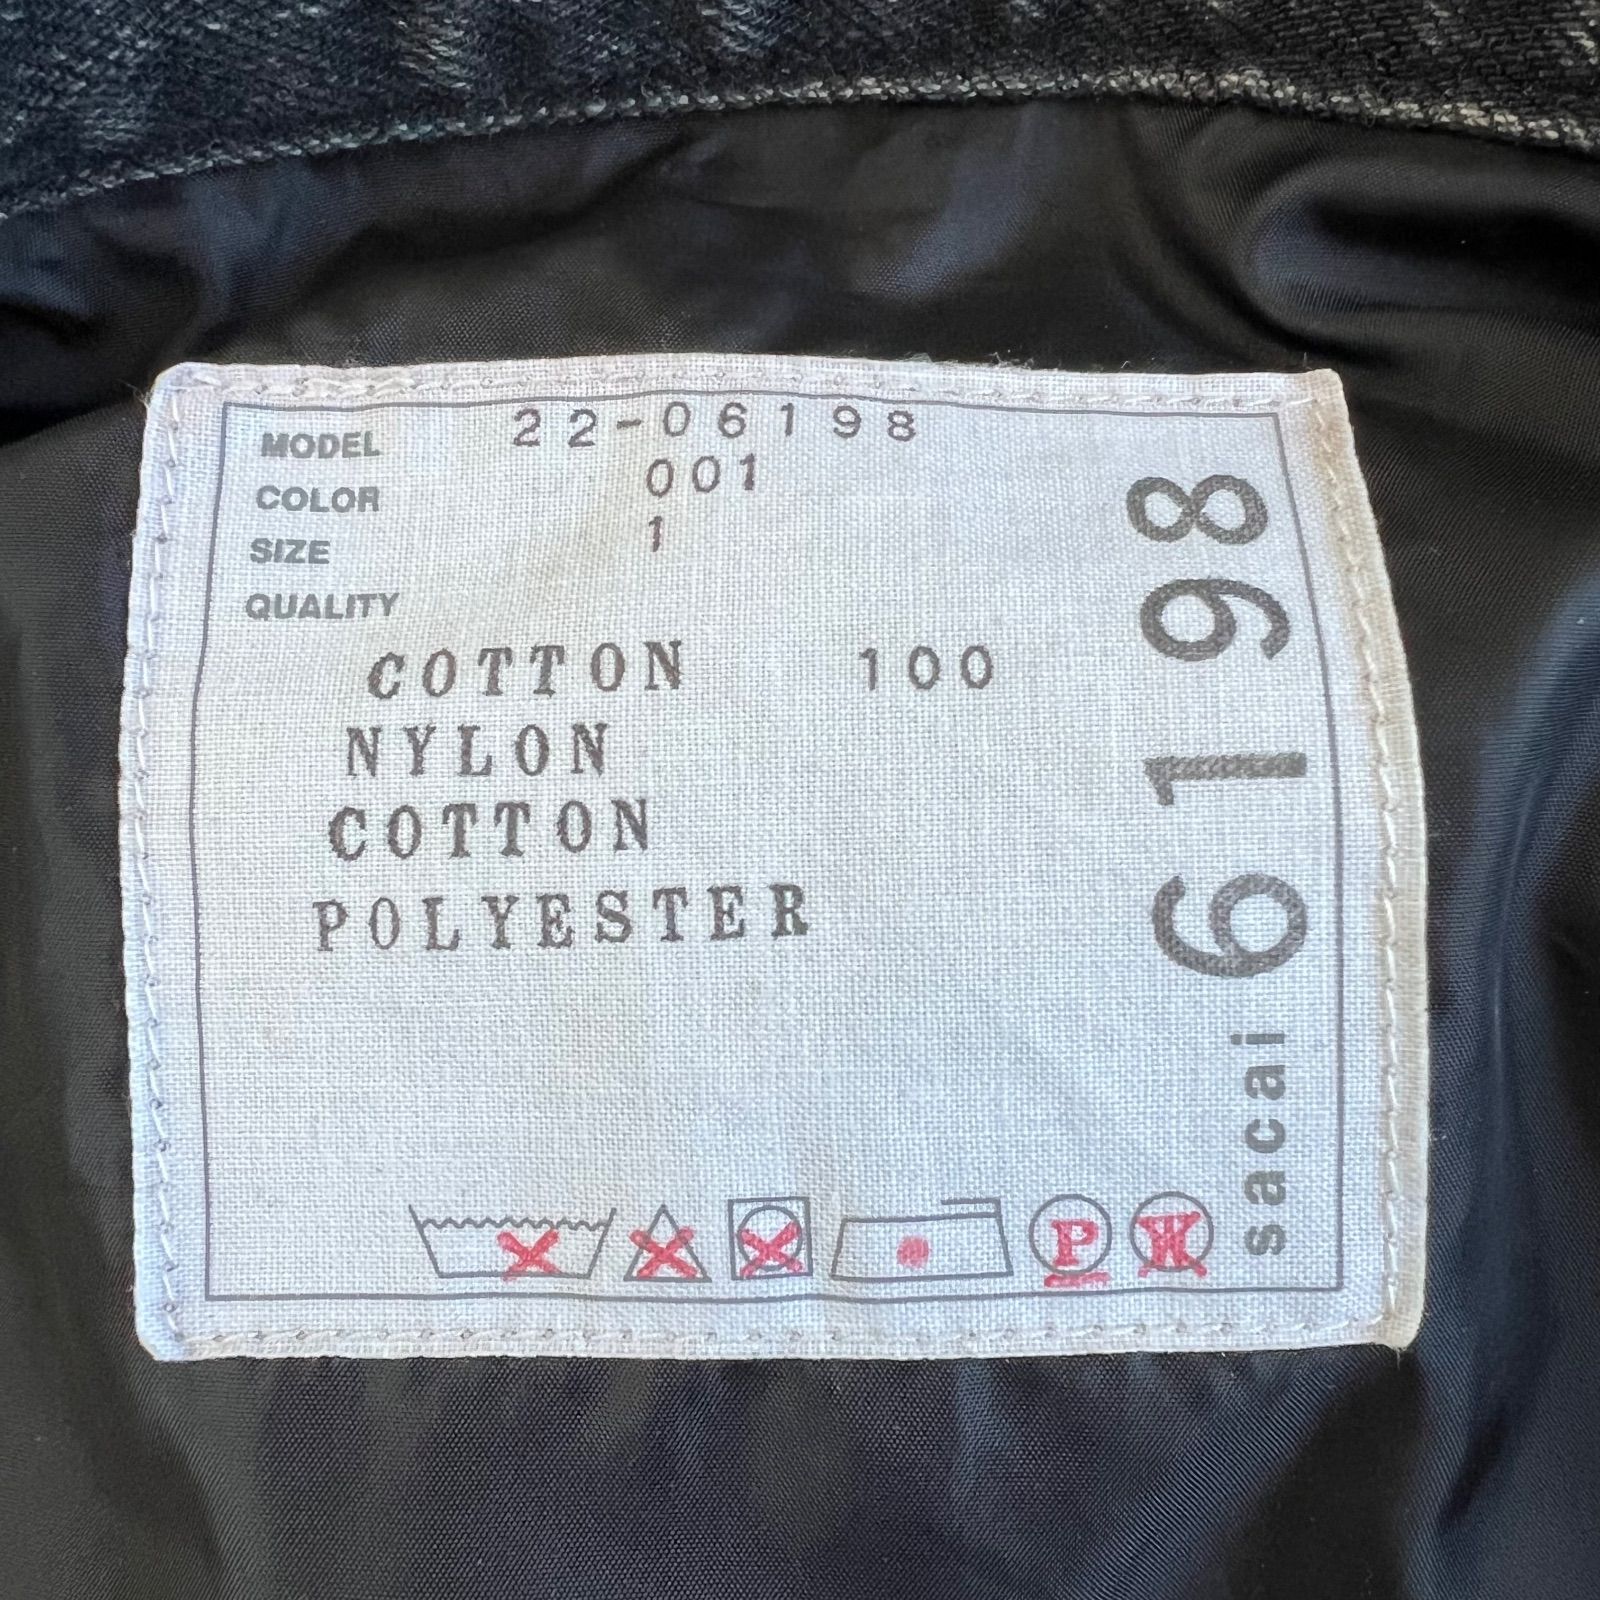 MODEL 22-06198
COLOR 001
SIZE 1
QUALITY
COTTON 100
NYLON
COTTON
POLYESTER
P W
sacai 6198